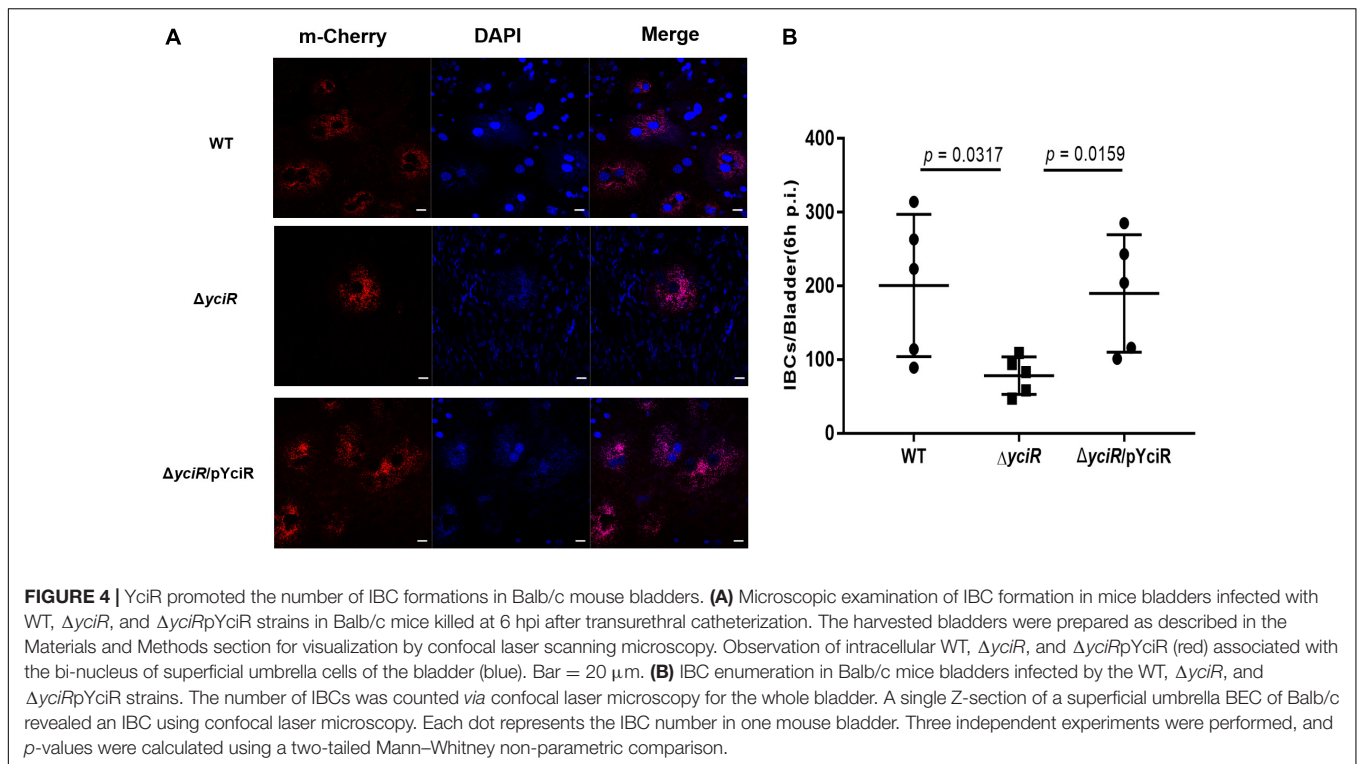 A
m-Cherry DAPI Merge
WT
ΔyciR
ΔyciR/pYciR
B
IBCs/Bladder(6h p.i.)
400
300
200
100
0
p = 0.0317 p = 0.0159
WT ΔyciR ΔyciR/pYciR
FIGURE 4 | YciR promoted the number of IBC formations in Balb/c mouse bladders. (A) Microscopic examination of IBC formation in mice bladders infected with
WT, ΔyciR, and ΔyciRpYciR strains in Balb/c mice killed at 6 hpi after transurethral catheterization. The harvested bladders were prepared as described in the
Materials and Methods section for visualization by confocal laser scanning microscopy. Observation of intracellular WT, ΔyciR, and ΔyciRpYciR (red) associated with
the bi-nucleus of superficial umbrella cells of the bladder (blue). Bar = 20 μm. (B) IBC enumeration in Balb/c mice bladders infected by the WT, ΔyciR, and
ΔyciRpYciR strains. The number of IBCs was counted via confocal laser microscopy for the whole bladder. A single Z-section of a superficial umbrella BEC of Balb/c
revealed an IBC using confocal laser microscopy. Each dot represents the IBC number in one mouse bladder. Three independent experiments were performed, and
p-values were calculated using a two-tailed Mann–Whitney non-parametric comparison.